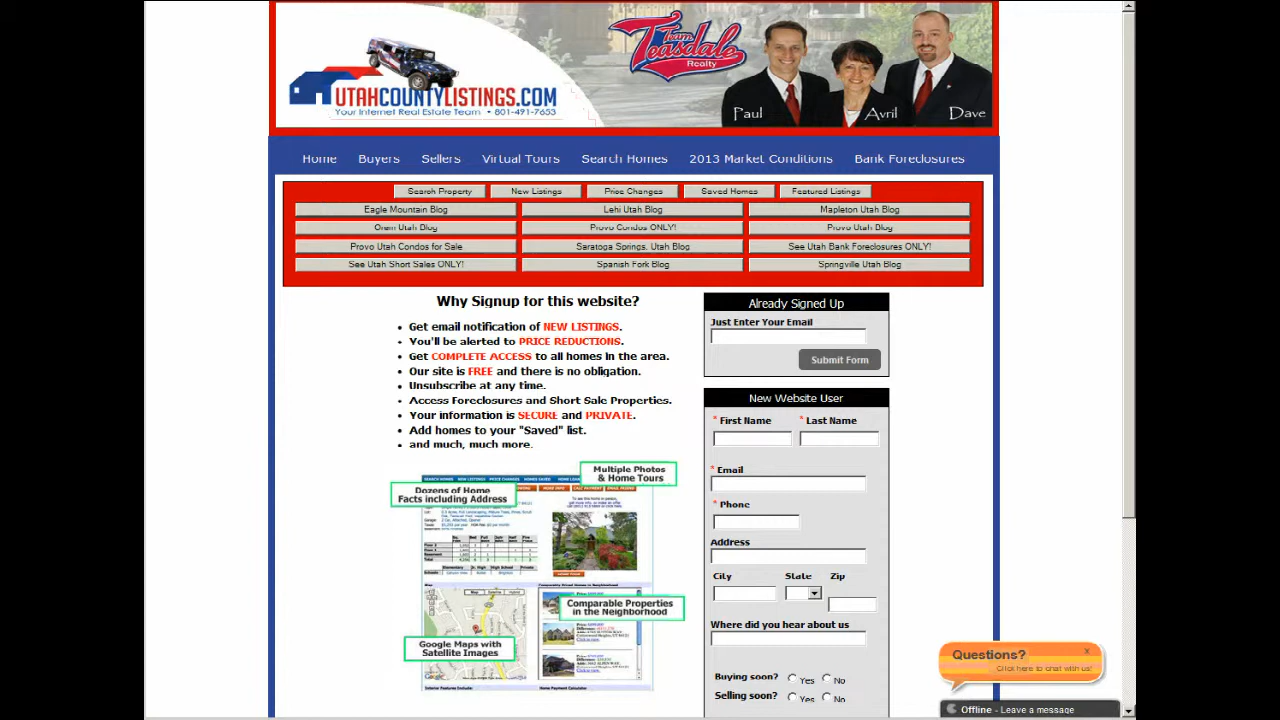 Team
Teasdale
Realty
UTAHCOUNTYLISTINGS.COM
Your Internet Real Estate Team • 801-491-7653
Paul Avril Dave
Home Buyers Sellers Virtual Tours Search Homes 2013 Market Conditions Bank Foreclosures
Search Property New Listings Price Changes Saved Homes Featured Listings
Eagle Mountain Blog Lehi Utah Blog Mapleton Utah Blog
Orem Utah Blog Provo Condos ONLY! Provo Utah Blog
Provo Utah Condos for Sale Saratoga Springs, Utah Blog See Utah Bank Foreclosures ONLY!
See Utah Short Sales ONLY! Spanish Fork Blog Springville Utah Blog
Why Signup for this website?
• Get email notification of NEW LISTINGS.
• You'll be alerted to PRICE REDUCTIONS.
• Get COMPLETE ACCESS to all homes in the area.
• Our site is FREE and there is no obligation.
• Unsubscribe at any time.
• Access Foreclosures and Short Sale Properties.
• Your information is SECURE and PRIVATE.
• Add homes to your "Saved" list.
• and much, much more.
Multiple Photos
& Home Tours
Dozens of Home
Facts including Address
Comparable Properties
in the Neighborhood
Google Maps with
Satellite Images
Already Signed Up
Just Enter Your Email
Submit Form
New Website User
* First Name * Last Name
* Email
* Phone
Address
City State Zip
Where did you hear about us
Buying soon? Yes No
Selling soon? Yes No
Questions? x
Click here to chat with us!
Offline - Leave a message